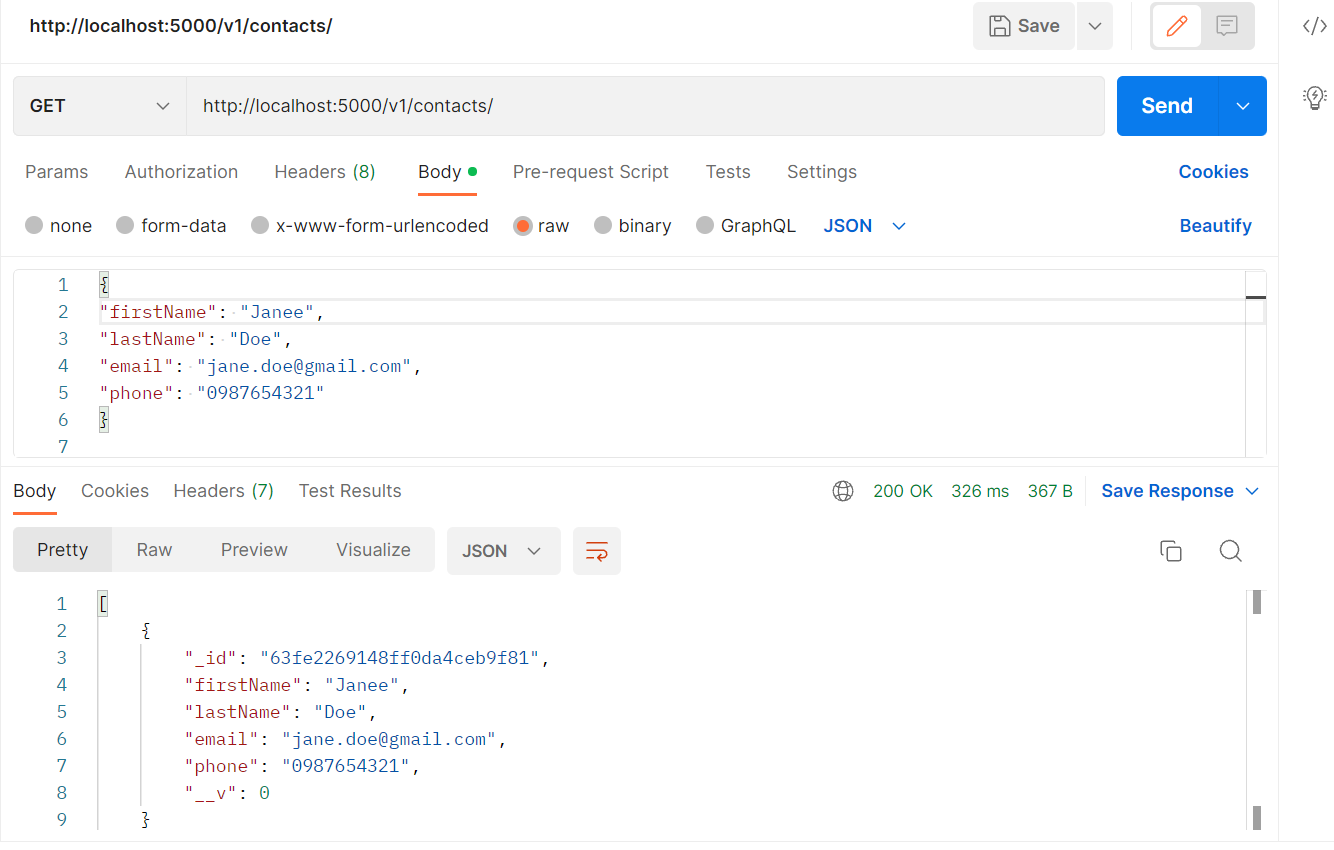 http://localhost:5000/v1/contacts/ Save
GET http://localhost:5000/v1/contacts/ Send
Params Authorization Headers (8) Body Pre-request Script Tests Settings Cookies
none form-data x-www-form-urlencoded raw binary GraphQL JSON Beautify
1 {
2 "firstName": "Janee",
3 "lastName": "Doe",
4 "email": "jane.doe@gmail.com",
5 "phone": "0987654321"
6 }
7
Body Cookies Headers (7) Test Results 200 OK 326 ms 367 B Save Response
Pretty Raw Preview Visualize JSON
1 [
2 {
3 "_id": "63fe2269148ff0da4ceb9f81",
4 "firstName": "Janee",
5 "lastName": "Doe",
6 "email": "jane.doe@gmail.com",
7 "phone": "0987654321",
8 "__v": 0
9 }